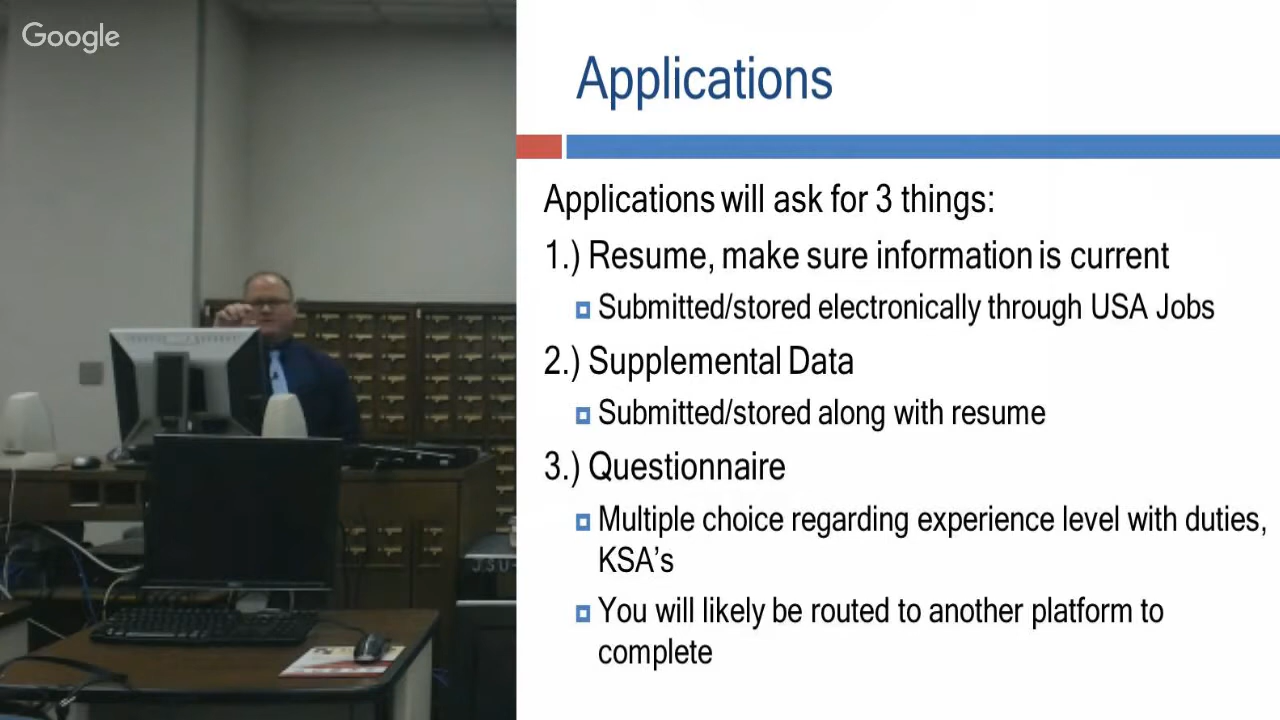 Google
Applications
Applications will ask for 3 things:
1.) Resume, make sure information is current
Submitted/stored electronically through USA Jobs
2.) Supplemental Data
Submitted/stored along with resume
3.) Questionnaire
Multiple choice regarding experience level with duties,
KSA's
You will likely be routed to another platform to
complete
JSU